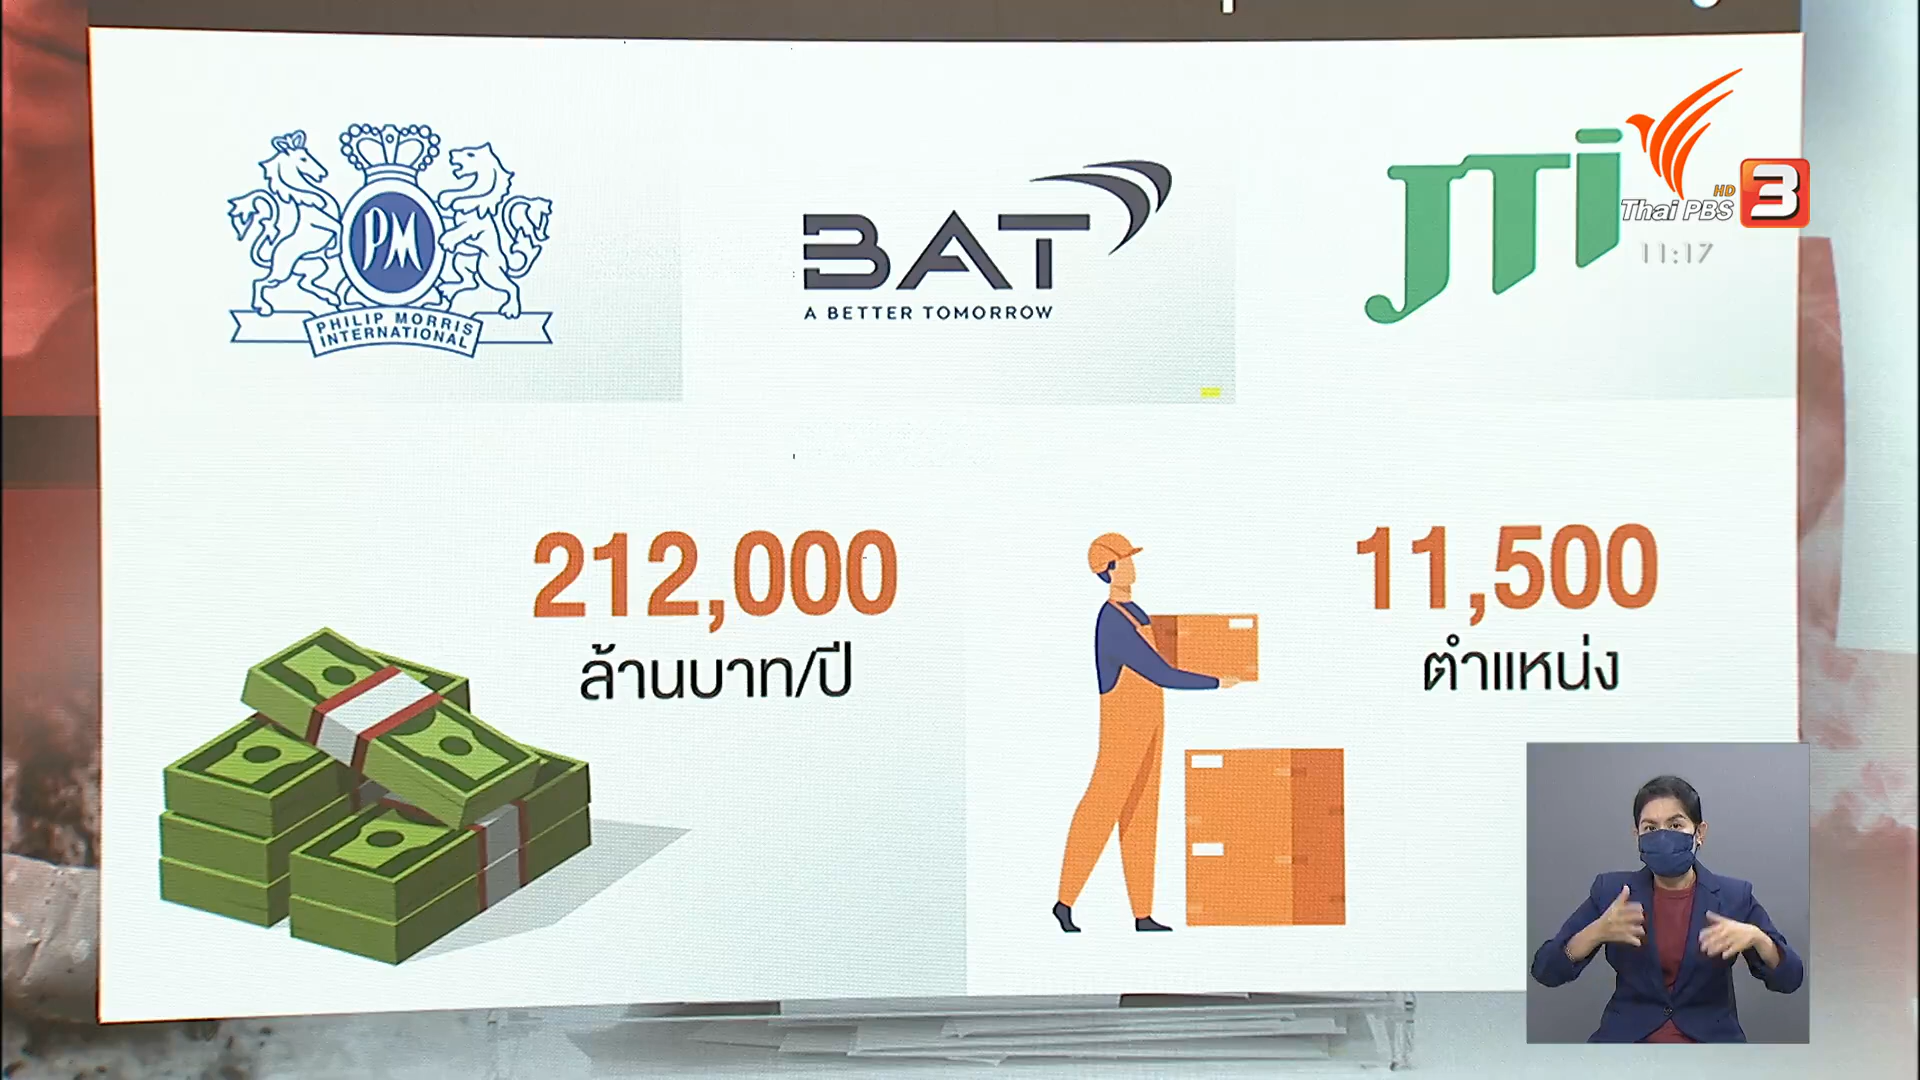 PM
PHILIP MORRIS
INTERNATIONAL
BAT
A BETTER TOMORROW
JTi
HD
Thai PBS
3
11:17
212,000
ล้านบาท/ปี
11,500
ตำแหน่ง